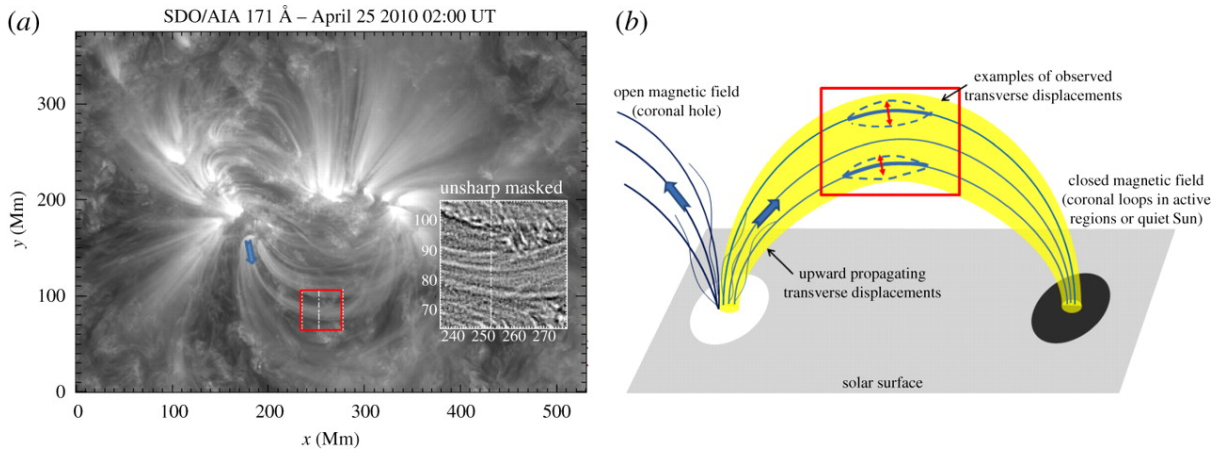 (a)
SDO/AIA 171 Å – April 25 2010 02:00 UT
300
200
100
0
y (Mm)
0 100 200 300 400 500
x (Mm)
unsharp masked
100
90
80
70
240 250 260 270
(b)
open magnetic field
(coronal hole)
examples of observed
transverse displacements
closed magnetic field
(coronal loops in active
regions or quiet Sun)
upward propagating
transverse displacements
solar surface